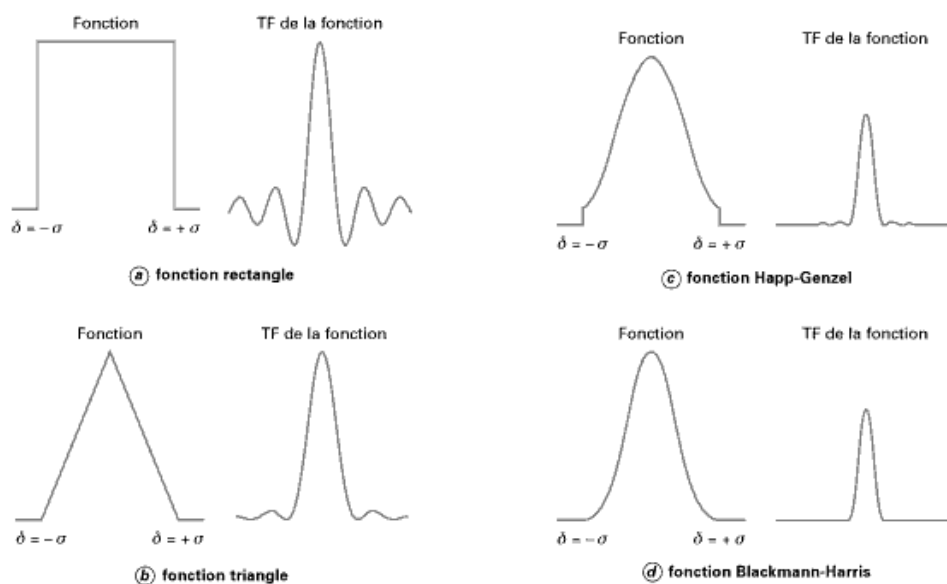 Fonction TF de la fonction
δ = – σ δ = + σ
ⓐ fonction rectangle
Fonction TF de la fonction
δ = – σ δ = + σ
ⓑ fonction triangle
Fonction TF de la fonction
δ = – σ δ = + σ
ⓒ fonction Happ-Genzel
Fonction TF de la fonction
δ = – σ δ = + σ
ⓓ fonction Blackmann-Harris